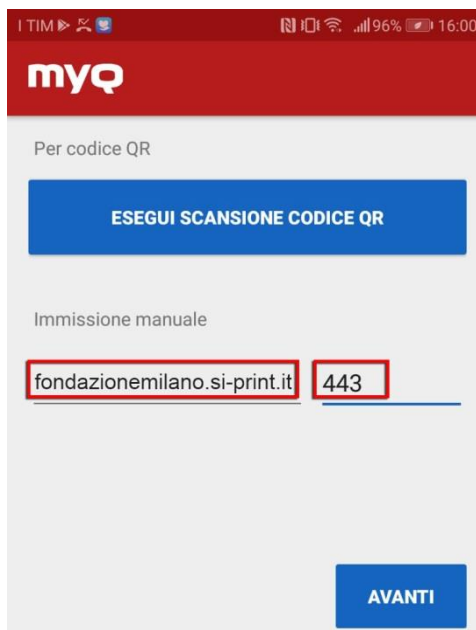 I TIM 96% 16:00
myQ
Per codice QR
ESEGUI SCANSIONE CODICE QR
Immissione manuale
fondazionemilano.si-print.it 443
AVANTI